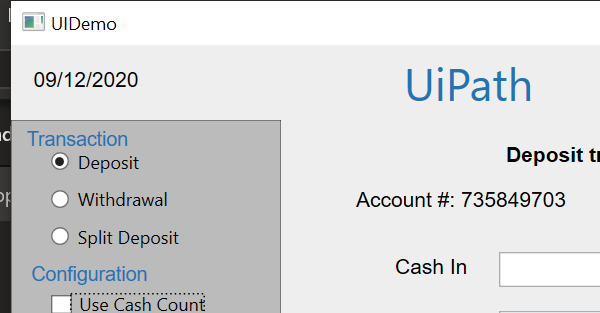 UIDemo
09/12/2020
UiPath
Transaction
Deposit
Withdrawal
Split Deposit
Configuration
Use Cash Count
Deposit t
Account #: 735849703
Cash In